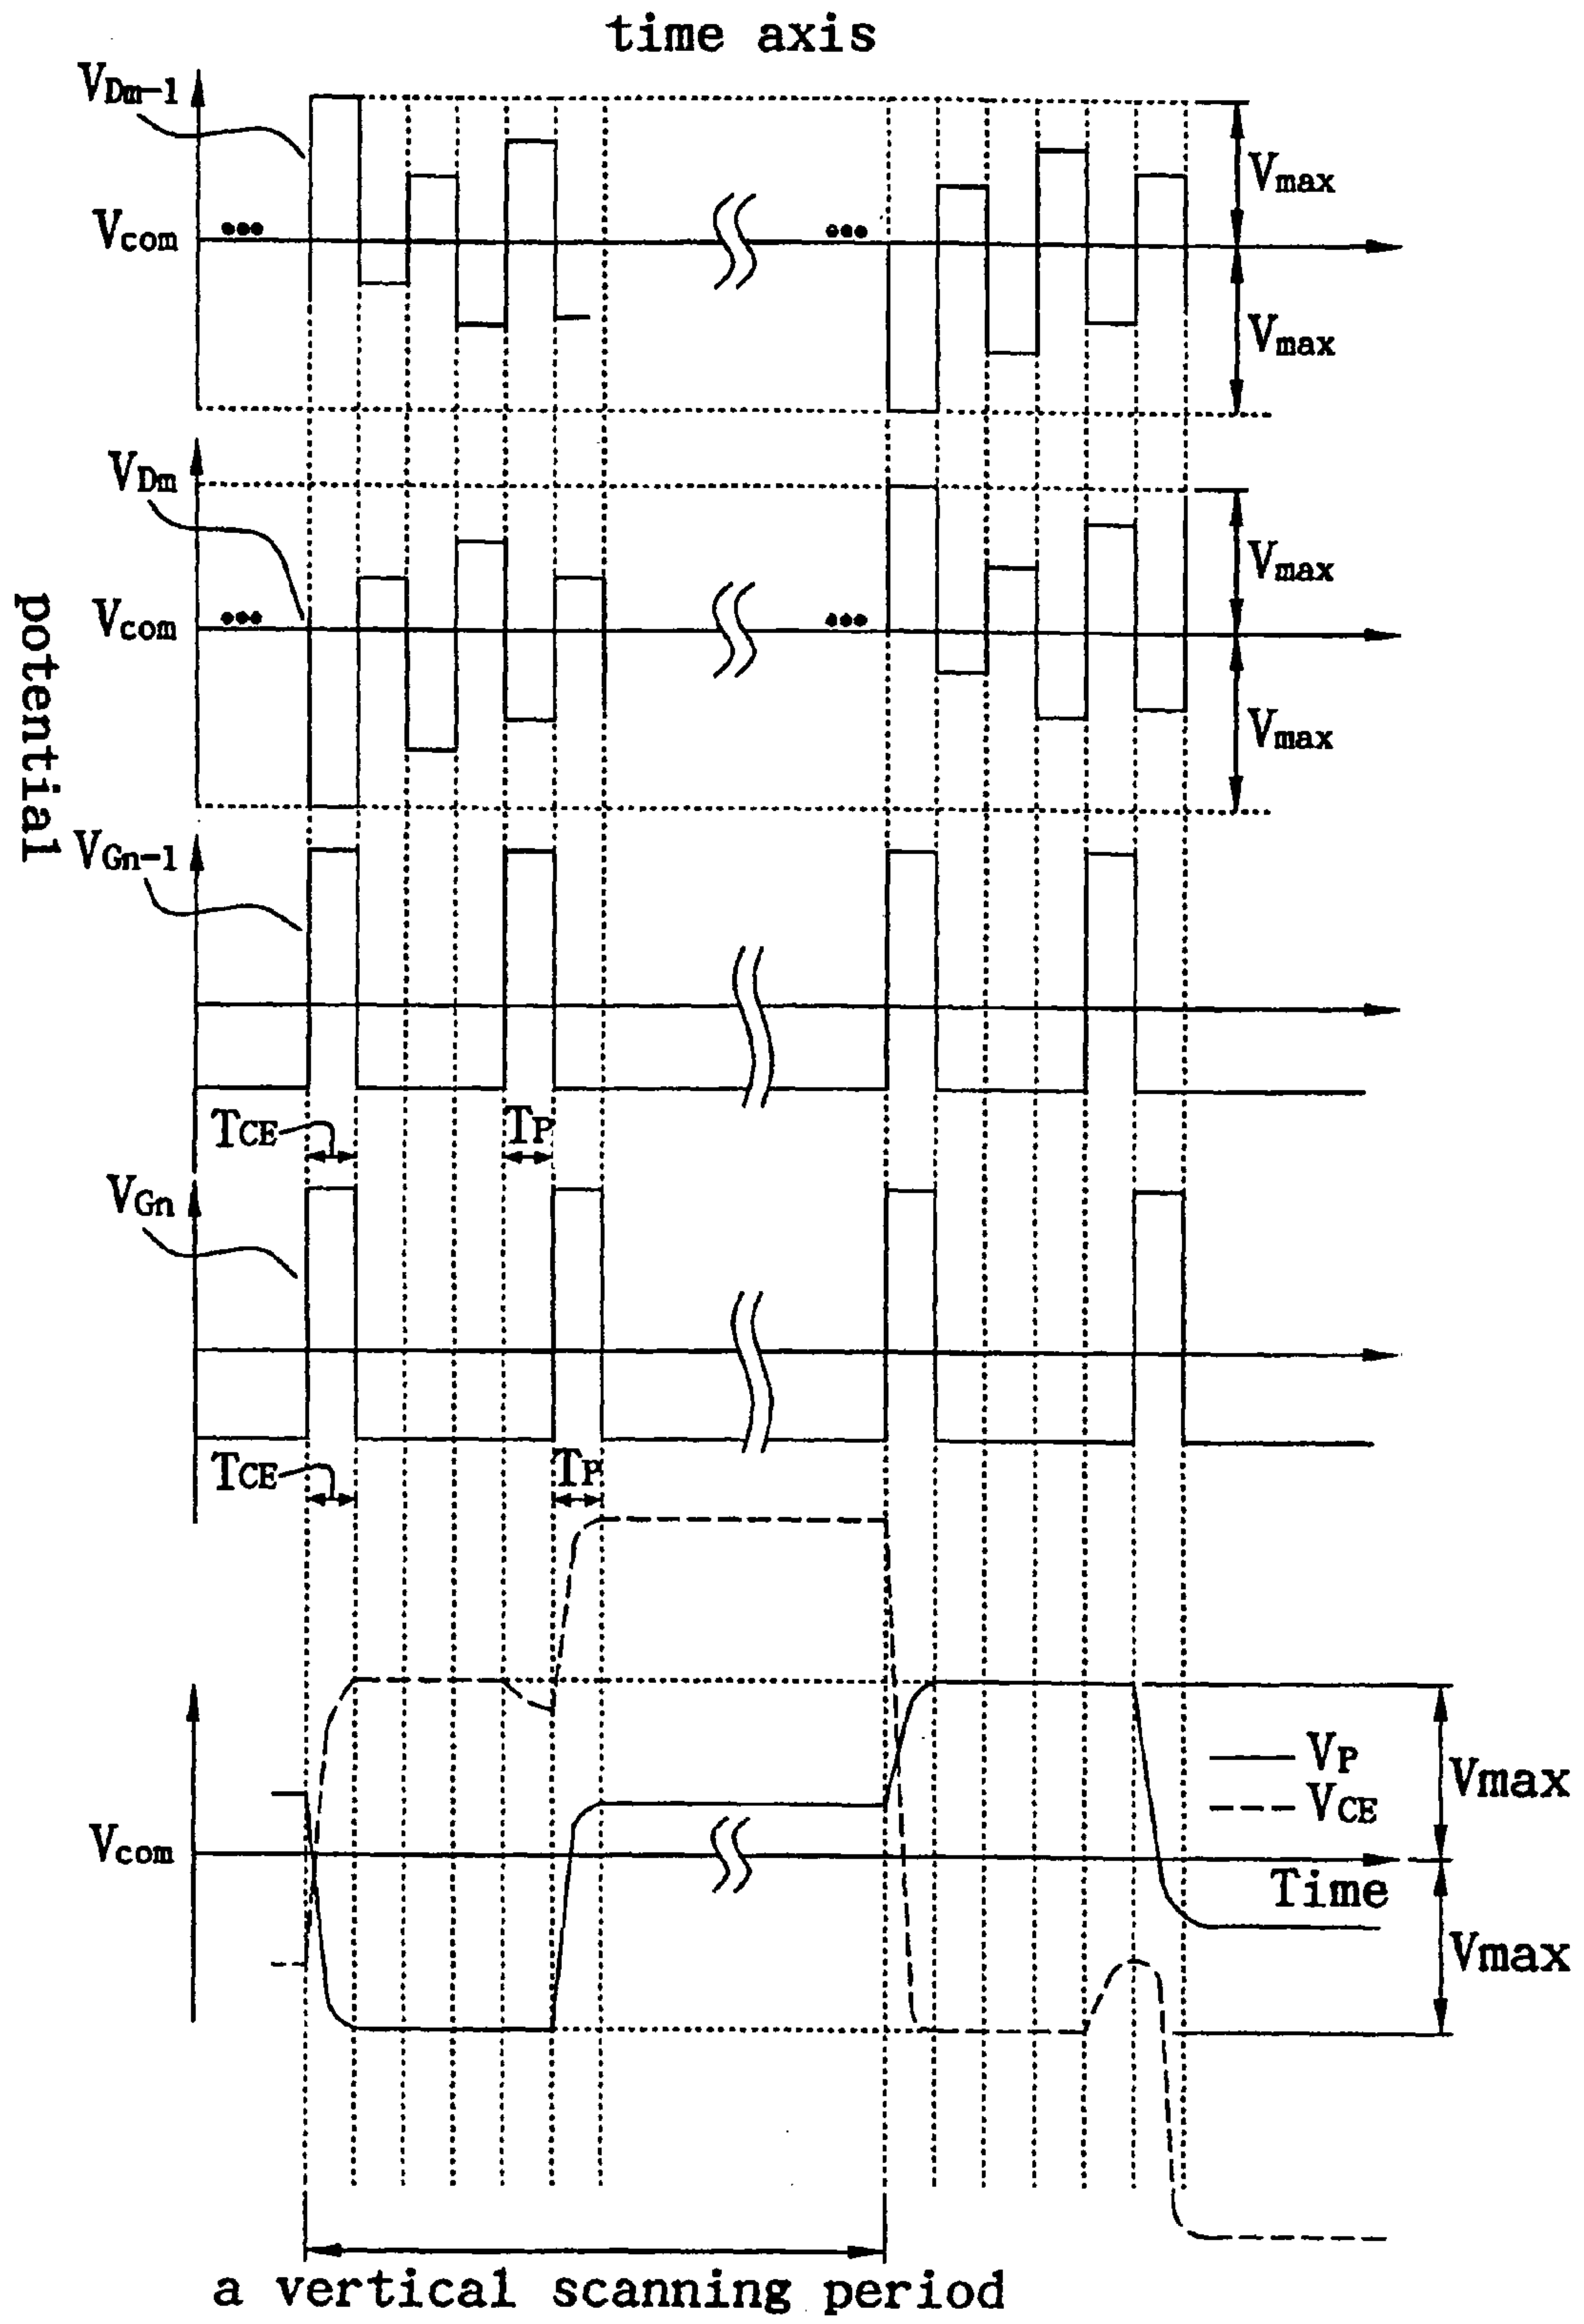 time axis
VDm-1
Vmax
Vcom
•••
•••
Vmax
VDm
Vmax
Vcom
•••
•••
potential
Vmax
VGn-1
TCE
TP
VGn
TCE
TP
VP
Vmax
VCE
Vcom
Time
Vmax
a vertical scanning period